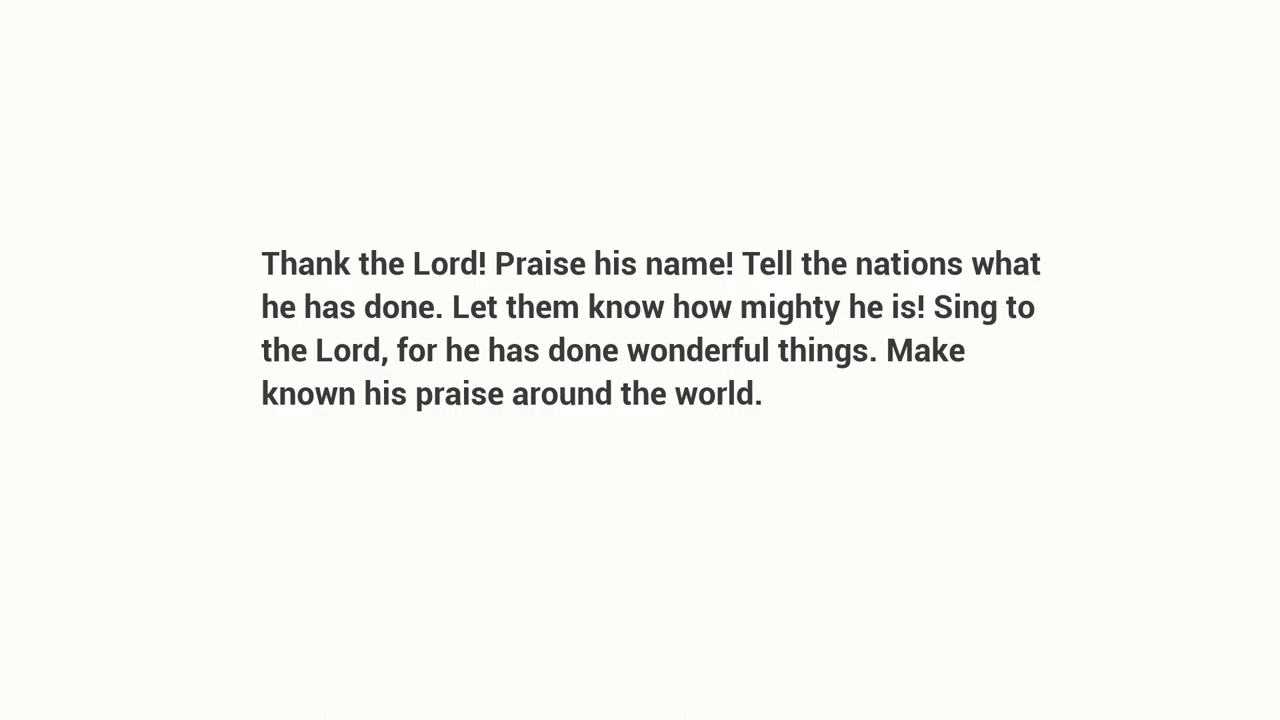 Thank the Lord! Praise his name! Tell the nations what
he has done. Let them know how mighty he is! Sing to
the Lord, for he has done wonderful things. Make
known his praise around the world.